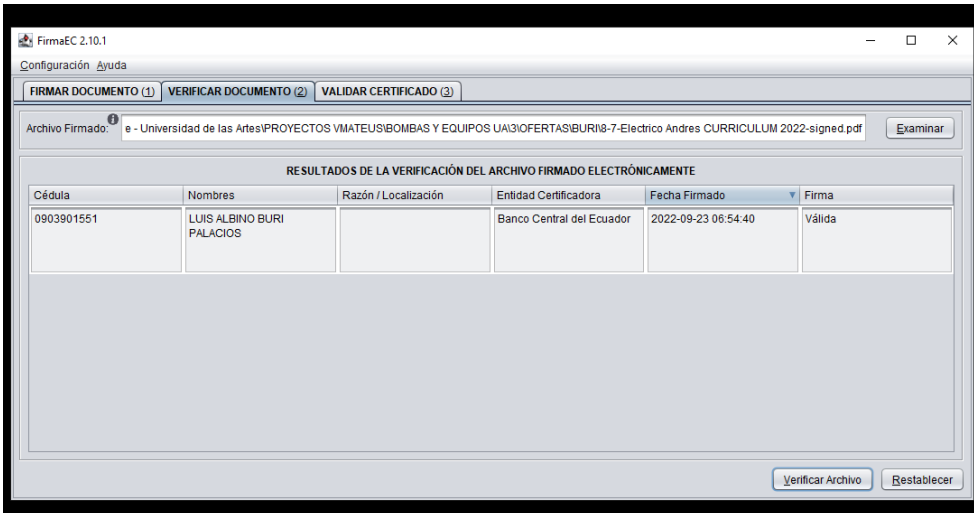 FirmaEC 2.10.1
Configuración Ayuda
FIRMAR DOCUMENTO (1) VERIFICAR DOCUMENTO (2) VALIDAR CERTIFICADO (3)
Archivo Firmado: e - Universidad de las Artes\PROYECTOS VMATEUS\BOMBAS Y EQUIPOS UA\3\OFERTAS\BURI\8-7-Electrico Andres CURRICULUM 2022-signed.pdf Examinar
RESULTADOS DE LA VERIFICACIÓN DEL ARCHIVO FIRMADO ELECTRÓNICAMENTE
Cédula Nombres Razón / Localización Entidad Certificadora Fecha Firmado Firma
0903901551 LUIS ALBINO BURI Banco Central del Ecuador 2022-09-23 06:54:40 Válida
PALACIOS
Verificar Archivo Restablecer